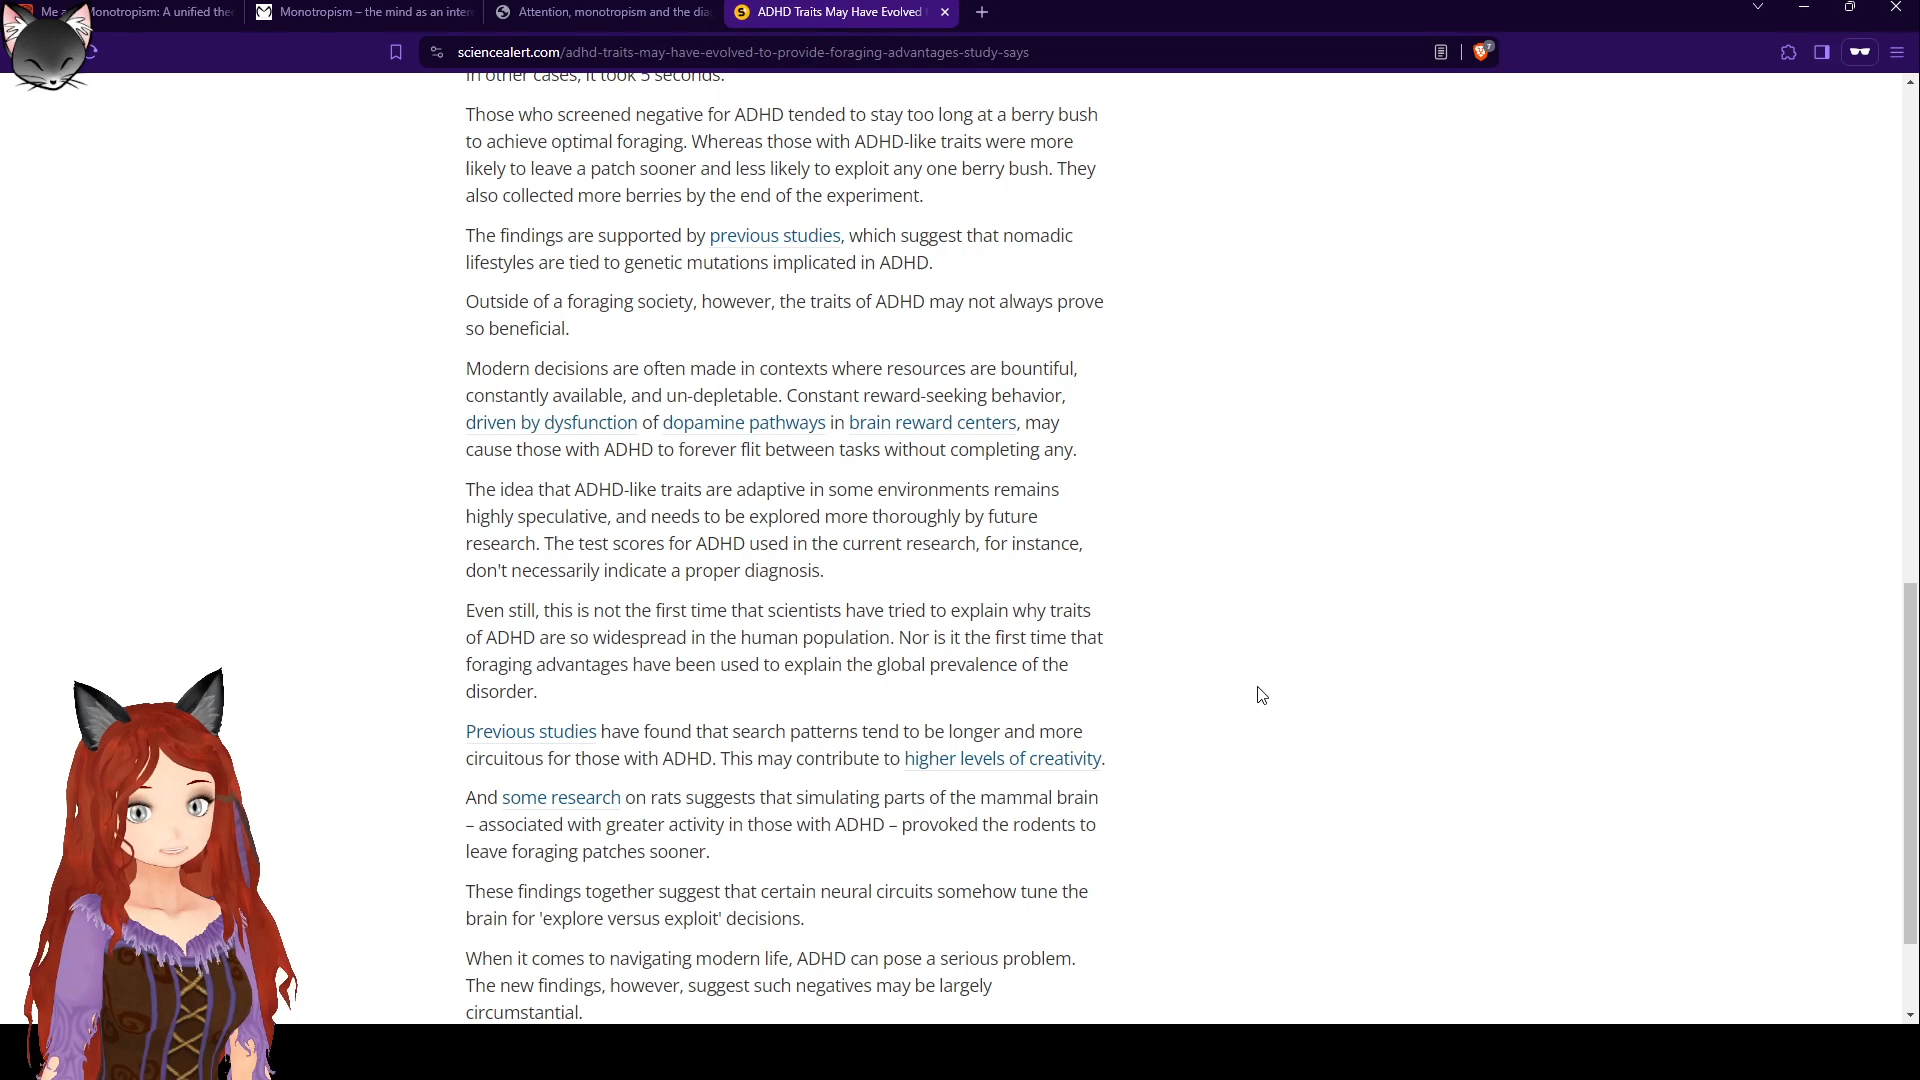 Monotropism: A unified the
Monotropism – the mind as an inter
Attention, monotropism and the dia
ADHD Traits May Have Evolved
sciencealert.com/adhd-traits-may-have-evolved-to-provide-foraging-advantages-study-says
7
In other cases, it took 5 seconds.
Those who screened negative for ADHD tended to stay too long at a berry bush
to achieve optimal foraging. Whereas those with ADHD-like traits were more
likely to leave a patch sooner and less likely to exploit any one berry bush. They
also collected more berries by the end of the experiment.
The findings are supported by previous studies, which suggest that nomadic
lifestyles are tied to genetic mutations implicated in ADHD.
Outside of a foraging society, however, the traits of ADHD may not always prove
so beneficial.
Modern decisions are often made in contexts where resources are bountiful,
constantly available, and un-depletable. Constant reward-seeking behavior,
driven by dysfunction of dopamine pathways in brain reward centers, may
cause those with ADHD to forever flit between tasks without completing any.
The idea that ADHD-like traits are adaptive in some environments remains
highly speculative, and needs to be explored more thoroughly by future
research. The test scores for ADHD used in the current research, for instance,
don't necessarily indicate a proper diagnosis.
Even still, this is not the first time that scientists have tried to explain why traits
of ADHD are so widespread in the human population. Nor is it the first time that
foraging advantages have been used to explain the global prevalence of the
disorder.
Previous studies have found that search patterns tend to be longer and more
circuitous for those with ADHD. This may contribute to higher levels of creativity.
And some research on rats suggests that simulating parts of the mammal brain
– associated with greater activity in those with ADHD – provoked the rodents to
leave foraging patches sooner.
These findings together suggest that certain neural circuits somehow tune the
brain for 'explore versus exploit' decisions.
When it comes to navigating modern life, ADHD can pose a serious problem.
The new findings, however, suggest such negatives may be largely
circumstantial.